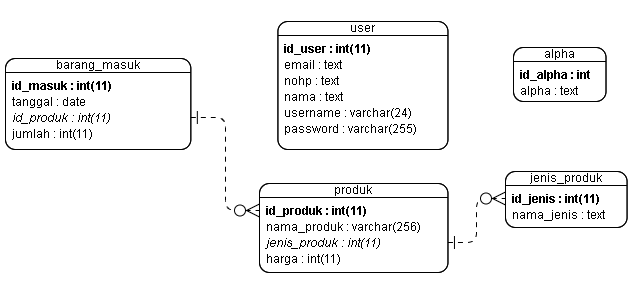 barang_masuk
id_masuk : int(11)
tanggal : date
id_produk : int(11)
jumlah : int(11)
user
id_user : int(11)
email : text
nohp : text
nama : text
username : varchar(24)
password : varchar(255)
alpha
id_alpha : int
alpha : text
produk
id_produk : int(11)
nama_produk : varchar(256)
jenis_produk : int(11)
harga : int(11)
jenis_produk
id_jenis : int(11)
nama_jenis : text